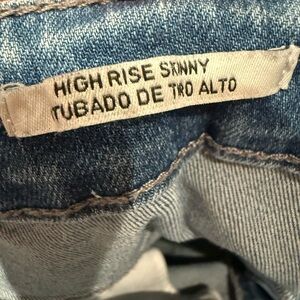 HIGH RISE SKINNY
TUBADO DE TIRO ALTO